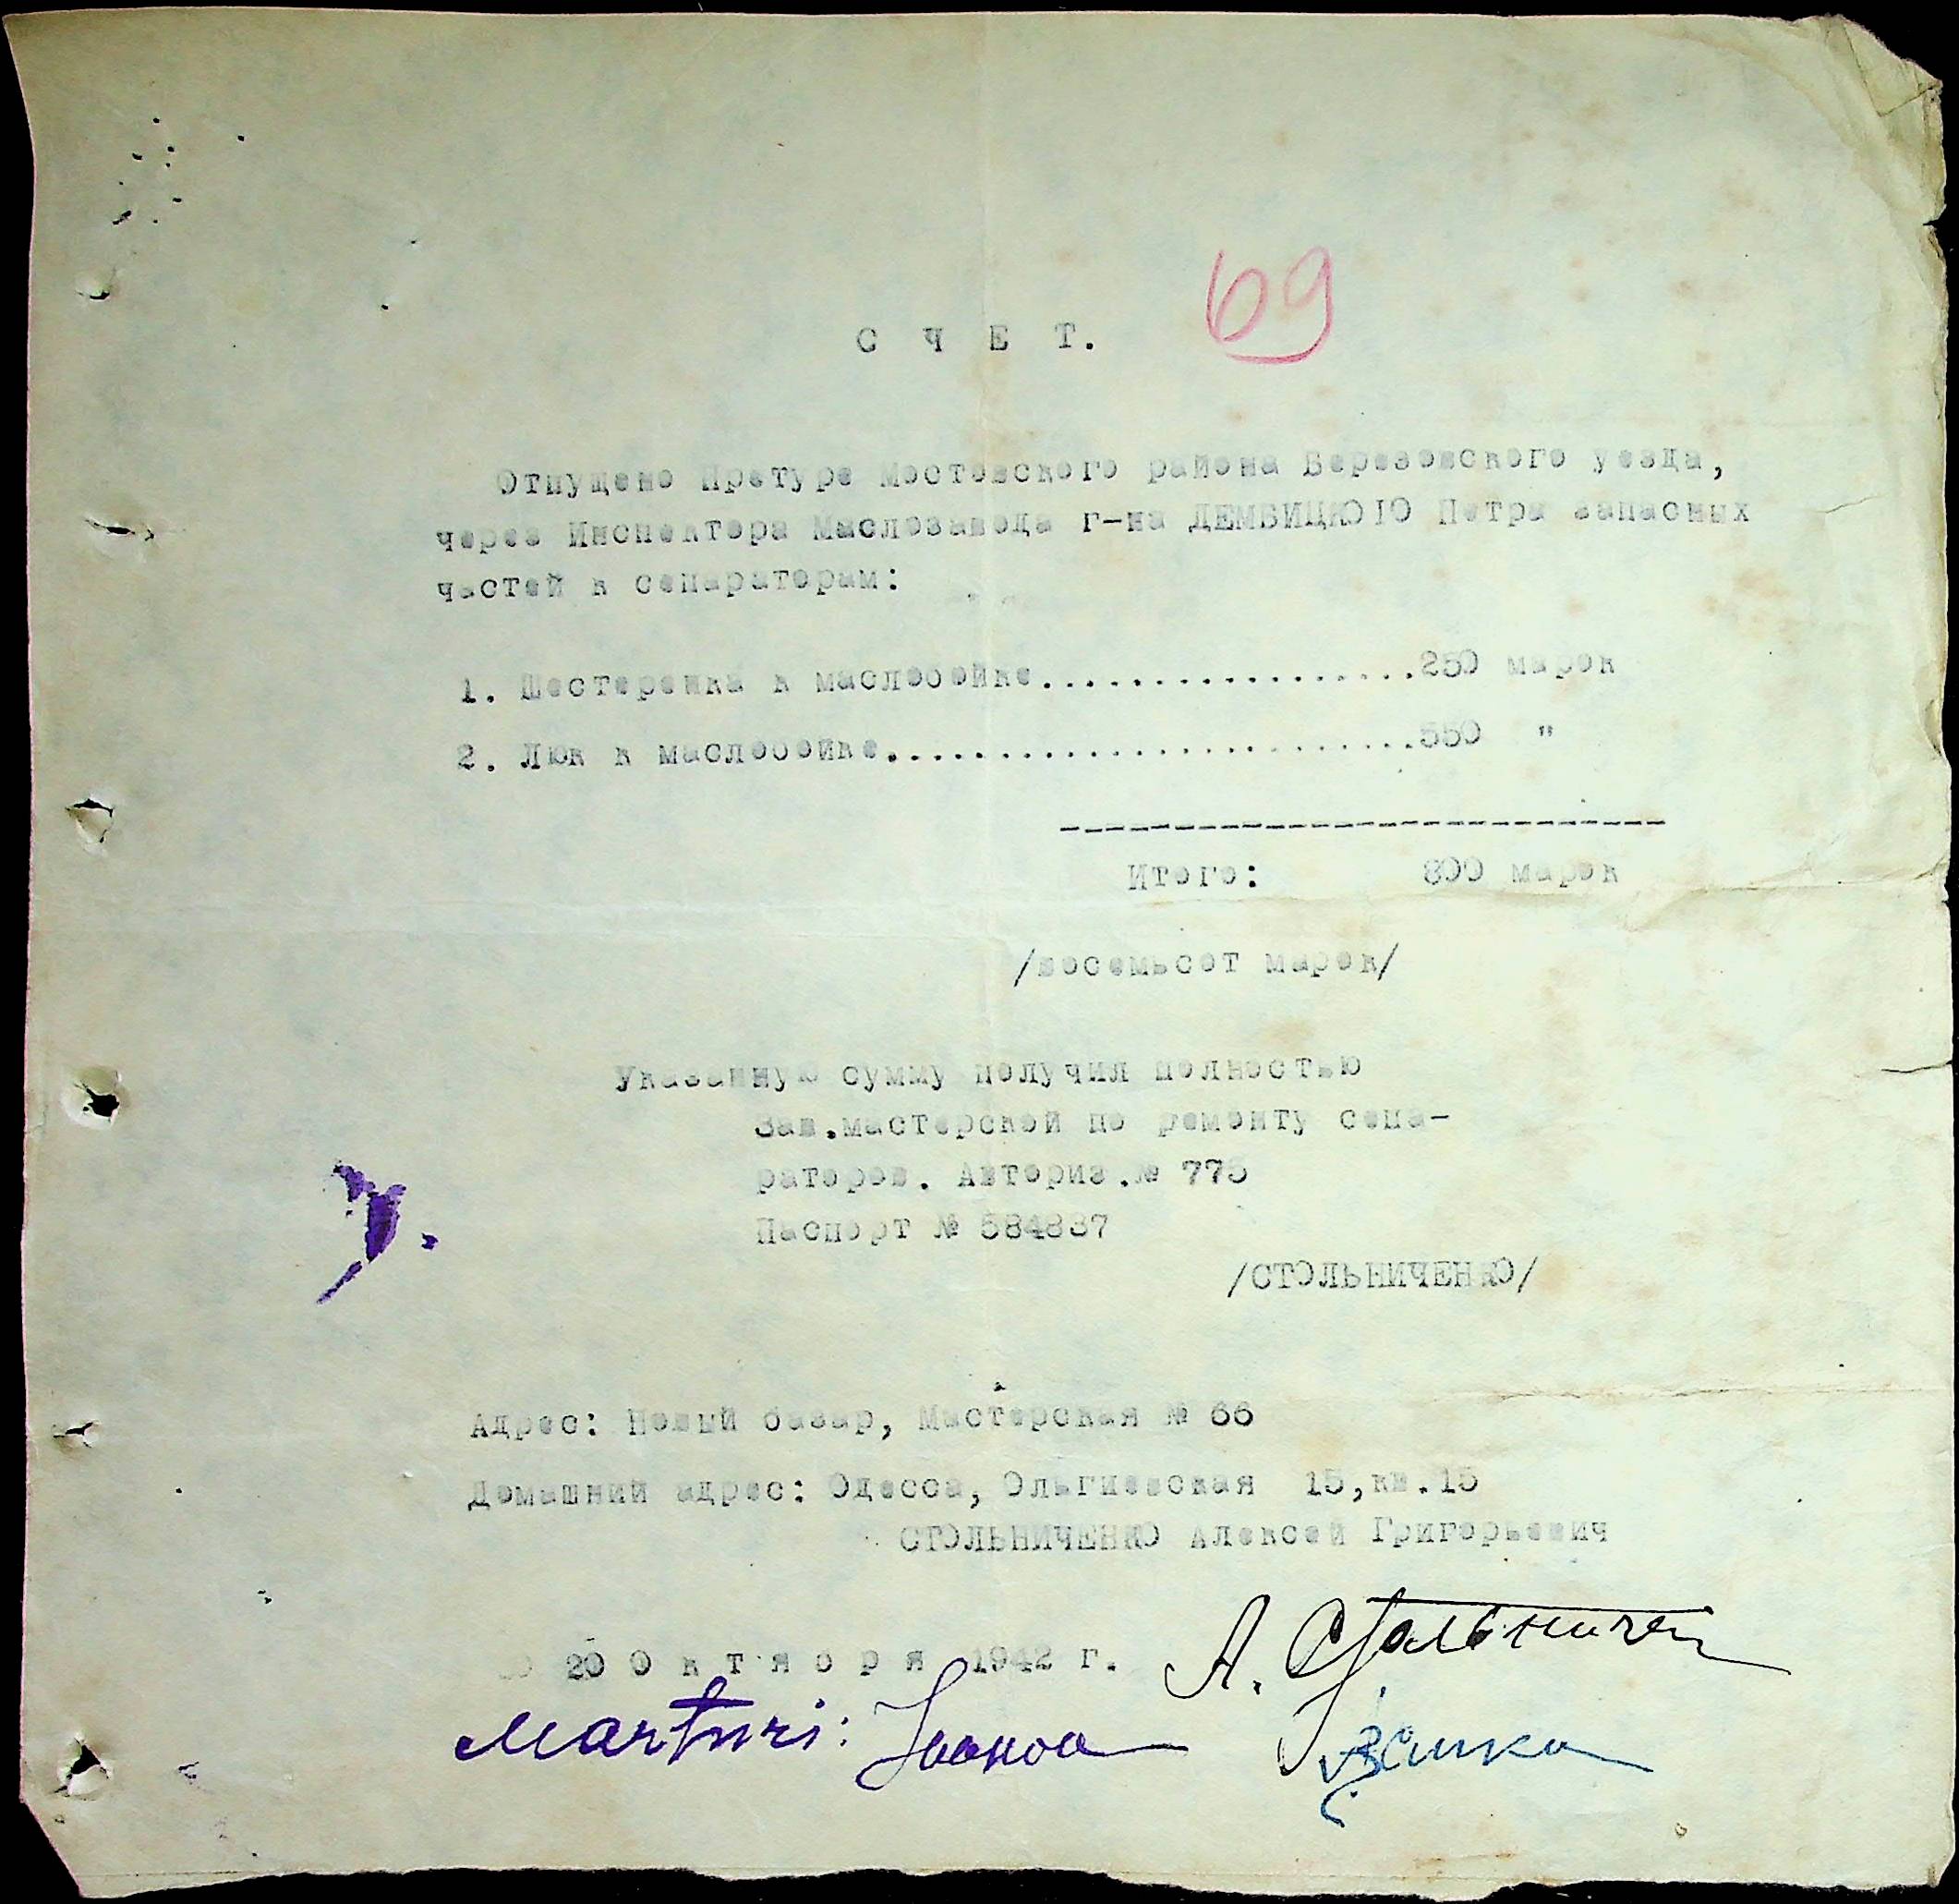 69
С Ч Е Т.
Отпущено Претуре Мостовского района Березовского уезда,
через Инспектора Маслозавода г-на ДЕМБИЦКОГО Петра запасных
частей к сепараторам:
1. Шестеренка к маслобойке..................250 марок
2. Люк к маслобойке.........................550 "
Итого: 800 марок
/восемьсот марок/
Указанную сумму получил полностью
Зав.мастерской по ремонту сепа-
раторов. Авториз.№ 775
Паспорт № 584837
/СТОЛЬНИЧЕНКО/
Адрес: Новый базар, Мастерская № 66
Домашний адрес: Одесса, Ольгиевская 15,кв.15
СТОЛЬНИЧЕНКО Алексей Григорьевич
20 О к т я б р я 1942 г.
А. Стольничен
Marturi: